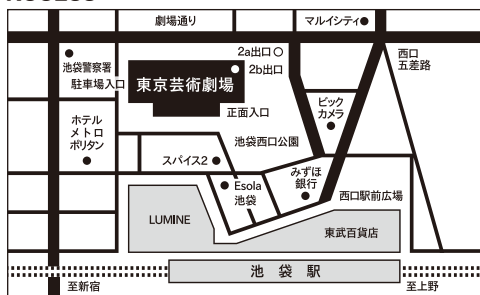 ACCESS
劇場通り
マルイシティ
2a出口
2b出口
西口
五差路
池袋警察署
駐車場入口
東京芸術劇場
正面入口
ビック
カメラ
ホテル
メトロ
ポリタン
池袋西口公園
スパイス2
みずほ
銀行
Esola
池袋
西口駅前広場
LUMINE
東武百貨店
池袋駅
至新宿
至上野